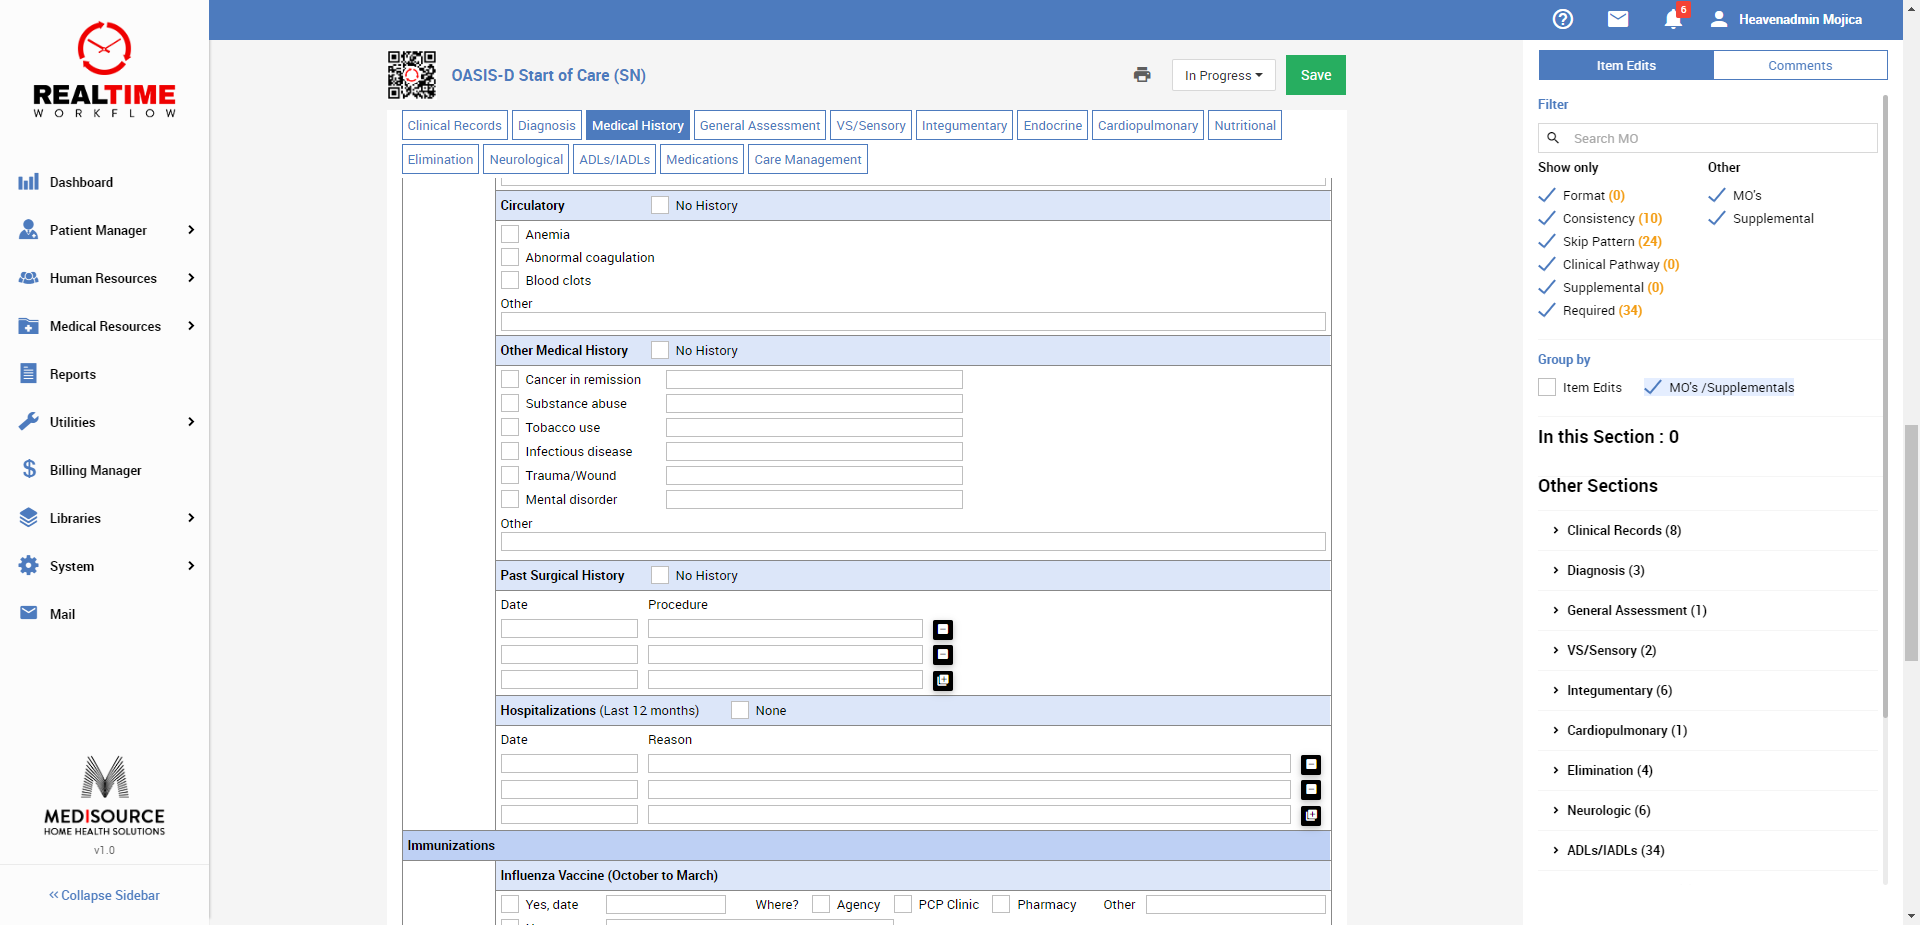 REALTIME
WORKFLOW
Dashboard
Patient Manager
Human Resources
Medical Resources
Reports
Utilities
Billing Manager
Libraries
System
Mail
MEDISOURCE
HOME HEALTH SOLUTIONS
v1.0
Collapse Sidebar
6
Heavenadmin Mojica
OASIS-D Start of Care (SN)
In Progress
Save
Clinical Records
Diagnosis
Medical History
General Assessment
VS/Sensory
Integumentary
Endocrine
Cardiopulmonary
Nutritional
Elimination
Neurological
ADLs/IADLs
Medications
Care Management
Circulatory
No History
Anemia
Abnormal coagulation
Blood clots
Other
Other Medical History
No History
Cancer in remission
Substance abuse
Tobacco use
Infectious disease
Trauma/Wound
Mental disorder
Other
Past Surgical History
No History
Date
Procedure
Hospitalizations (Last 12 months)
None
Date
Reason
Immunizations
Influenza Vaccine (October to March)
Yes, date
Where?
Agency
PCP Clinic
Pharmacy
Other
Item Edits
Comments
Filter
Search MO
Show only
Other
Format (0)
MO's
Consistency (10)
Supplemental
Skip Pattern (24)
Clinical Pathway (0)
Supplemental (0)
Required (34)
Group by
Item Edits
MO's /Supplementals
In this Section : 0
Other Sections
Clinical Records (8)
Diagnosis (3)
General Assessment (1)
VS/Sensory (2)
Integumentary (6)
Cardiopulmonary (1)
Elimination (4)
Neurologic (6)
ADLs/IADLs (34)